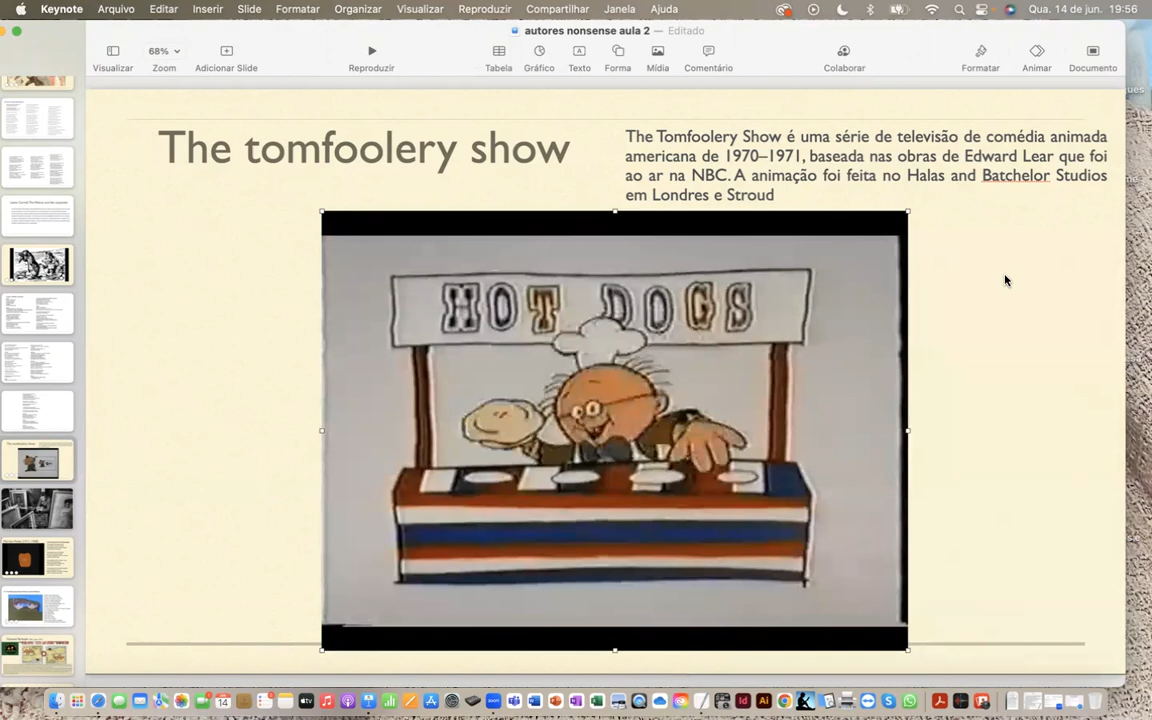 Keynote Arquivo Editar Inserir Slide Formatar Organizar Visualizar Reproduzir Compartilhar Janela Ajuda Qua. 14 de jun. 19:56
autores nonsense aula 2 — Editado
68%
Visualizar Zoom Adicionar Slide Reproduzir Tabela Gráfico Texto Forma Mídia Comentário Colaborar Formatar Animar Documento
The tomfoolery show
The Tomfoolery Show é uma série de televisão de comédia animada
americana de 1970–1971, baseada nas obras de Edward Lear que foi
ao ar na NBC. A animação foi feita no Halas and Batchelor Studios
em Londres e Stroud
HOT DOGS